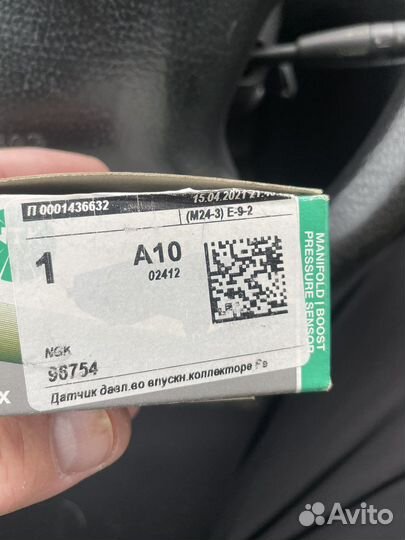 П 0001436632
15.04.2021
(M24-3) E-9-2
1
A10
02412
NGK
96754
Датчик давл.во впускн.коллекторе
MANIFOLD | BOOST
PRESSURE SENSOR
x
Avito